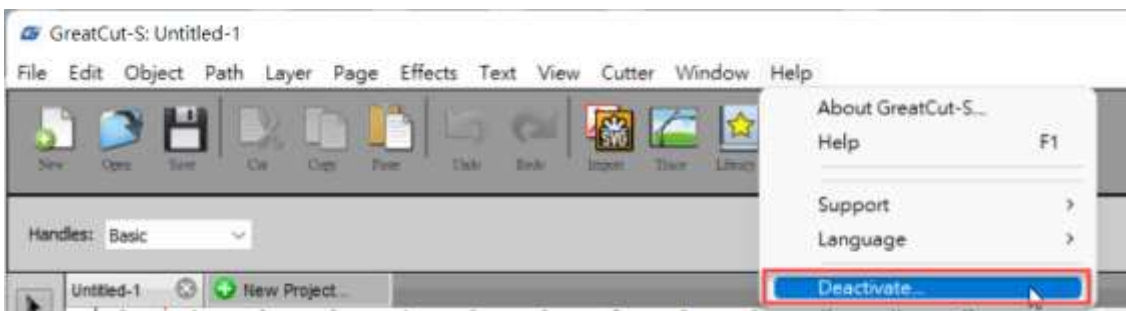 GreatCut-S: Untitled-1
File Edit Object Path Layer Page Effects Text View Cutter Window Help
New Open Save Cut Copy Paste Undo Redo Import Trace Library
About GreatCut-S...
Help F1
Support
Language
Deactivate...
Handles: Basic
Untitled-1 New Project...